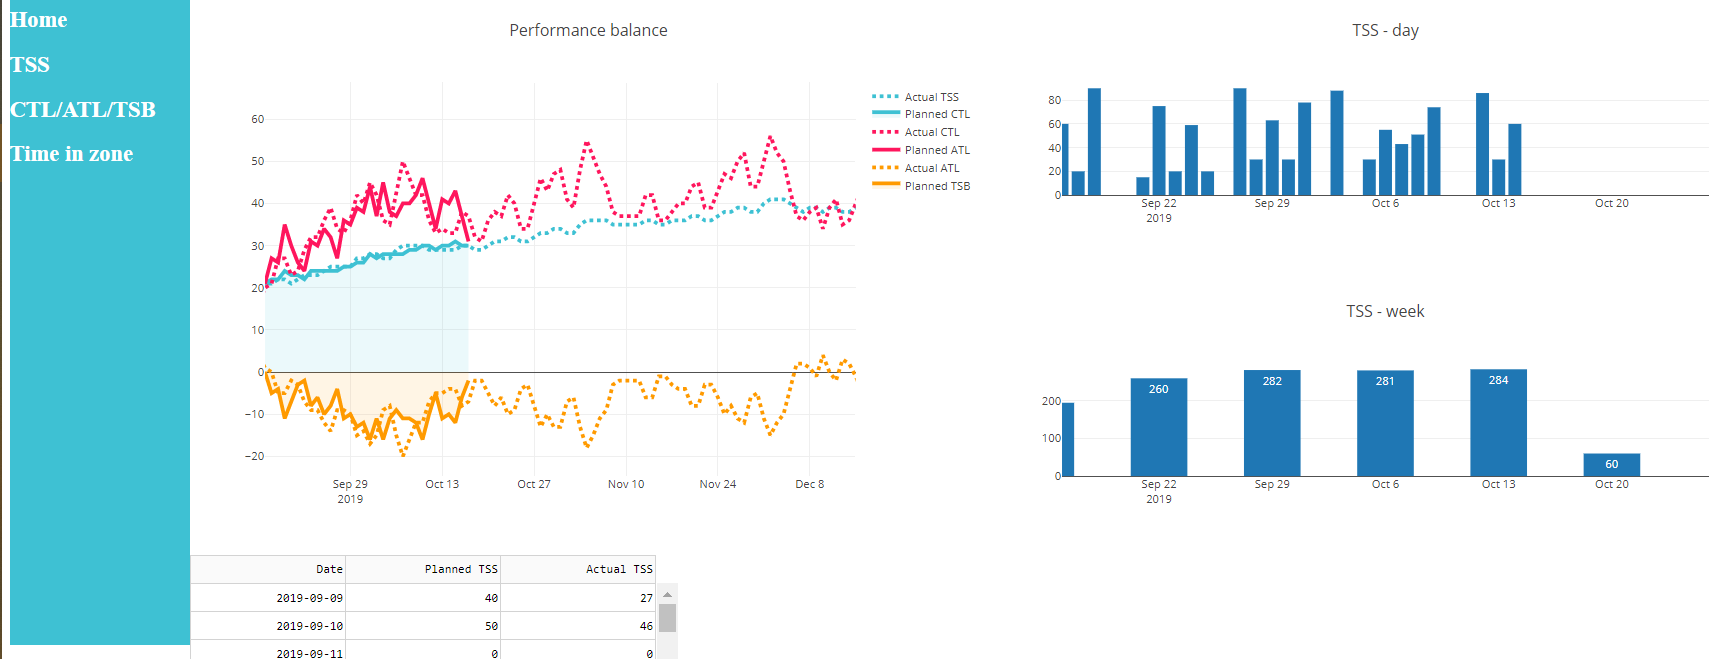 Home
TSS
CTL/ATL/TSB
Time in zone
Performance balance
60
50
40
30
20
10
0
−10
−20
Sep 29
2019
Oct 13
Oct 27
Nov 10
Nov 24
Dec 8
Actual TSS
Planned CTL
Actual CTL
Planned ATL
Actual ATL
Planned TSB
TSS - day
80
60
40
20
0
Sep 22
2019
Sep 29
Oct 6
Oct 13
Oct 20
TSS - week
200
100
0
260
282
281
284
60
Sep 22
2019
Sep 29
Oct 6
Oct 13
Oct 20
Date Planned TSS Actual TSS
2019-09-09 40 27
2019-09-10 50 46
2019-09-11 0 0